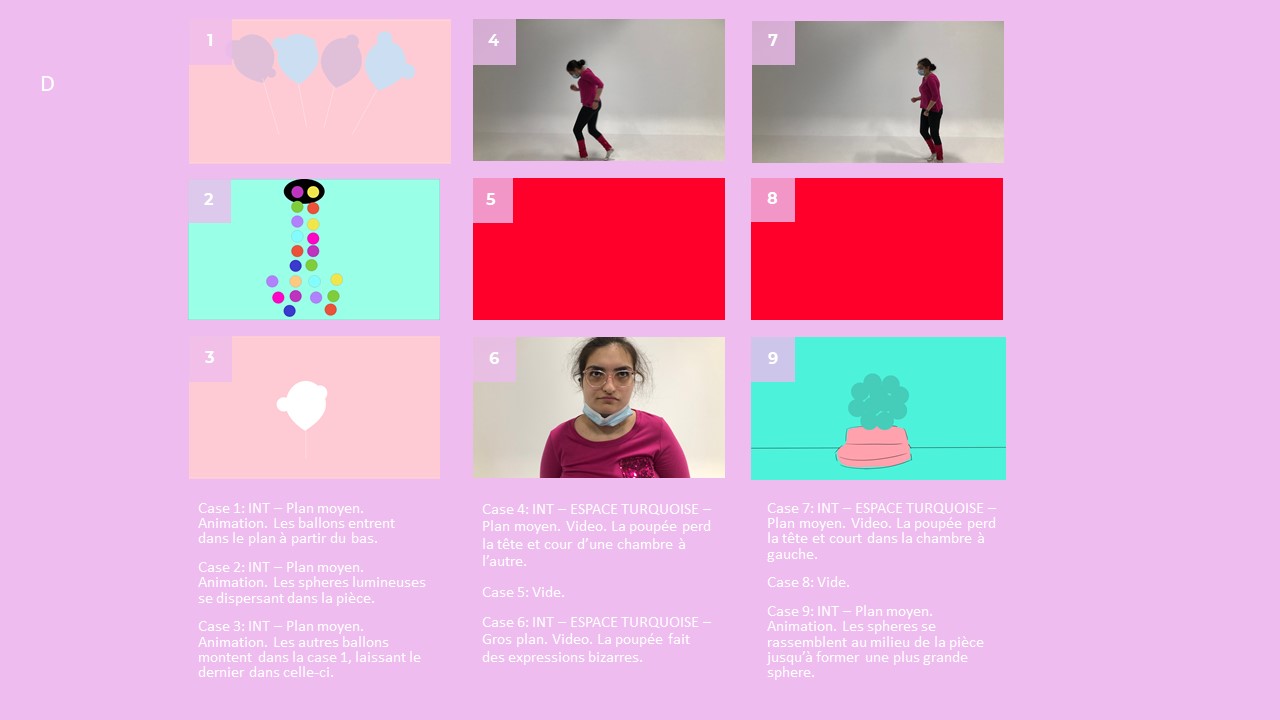 D
1
4
7
2
5
8
3
6
9
Case 1: INT – Plan moyen.
Animation. Les ballons entrent
dans le plan à partir du bas.
Case 2: INT – Plan moyen.
Animation. Les spheres lumineuses
se dispersant dans la pièce.
Case 3: INT – Plan moyen.
Animation. Les autres ballons
montent dans la case 1, laissant le
dernier dans celle-ci.
Case 4: INT – ESPACE TURQUOISE –
Plan moyen. Video. La poupée perd
la tête et cour d’une chambre à
l’autre.
Case 5: Vide.
Case 6: INT – ESPACE TURQUOISE –
Gros plan. Video. La poupée fait
des expressions bizarres.
Case 7: INT – ESPACE TURQUOISE –
Plan moyen. Video. La poupée perd
la tête et court dans la chambre à
gauche.
Case 8: Vide.
Case 9: INT – Plan moyen.
Animation. Les spheres se
rassemblent au milieu de la pièce
jusqu’à former une plus grande
sphere.